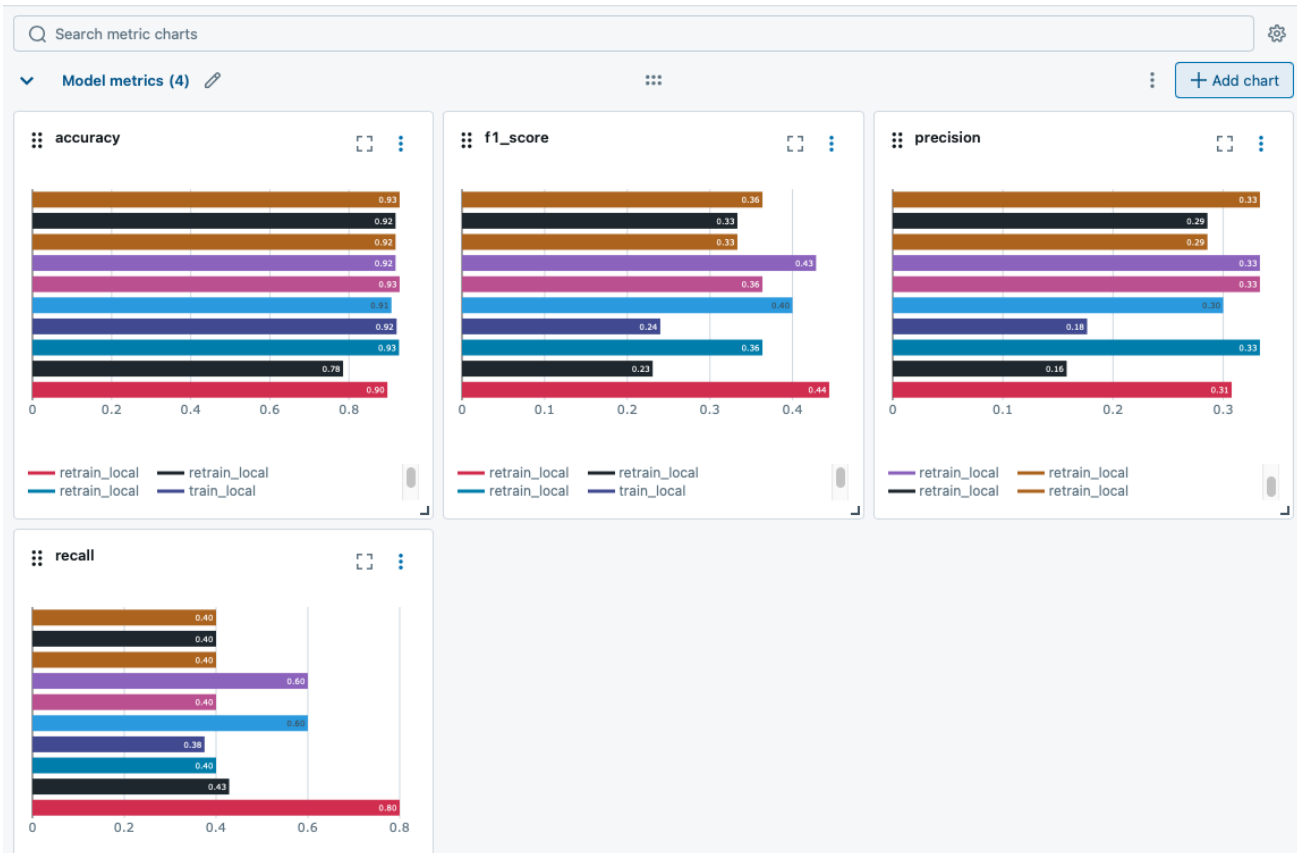 Search metric charts
Model metrics (4)
+ Add chart
accuracy
0.93
0.92
0.92
0.92
0.93
0.91
0.92
0.93
0.78
0.90
0 0.2 0.4 0.6 0.8
retrain_local retrain_local
retrain_local train_local
f1_score
0.36
0.33
0.33
0.43
0.36
0.40
0.24
0.36
0.23
0.44
0 0.1 0.2 0.3 0.4
retrain_local retrain_local
retrain_local train_local
precision
0.33
0.29
0.29
0.33
0.33
0.30
0.18
0.33
0.16
0.31
0 0.1 0.2 0.3
retrain_local retrain_local
retrain_local retrain_local
recall
0.40
0.40
0.40
0.60
0.40
0.60
0.38
0.40
0.43
0.80
0 0.2 0.4 0.6 0.8